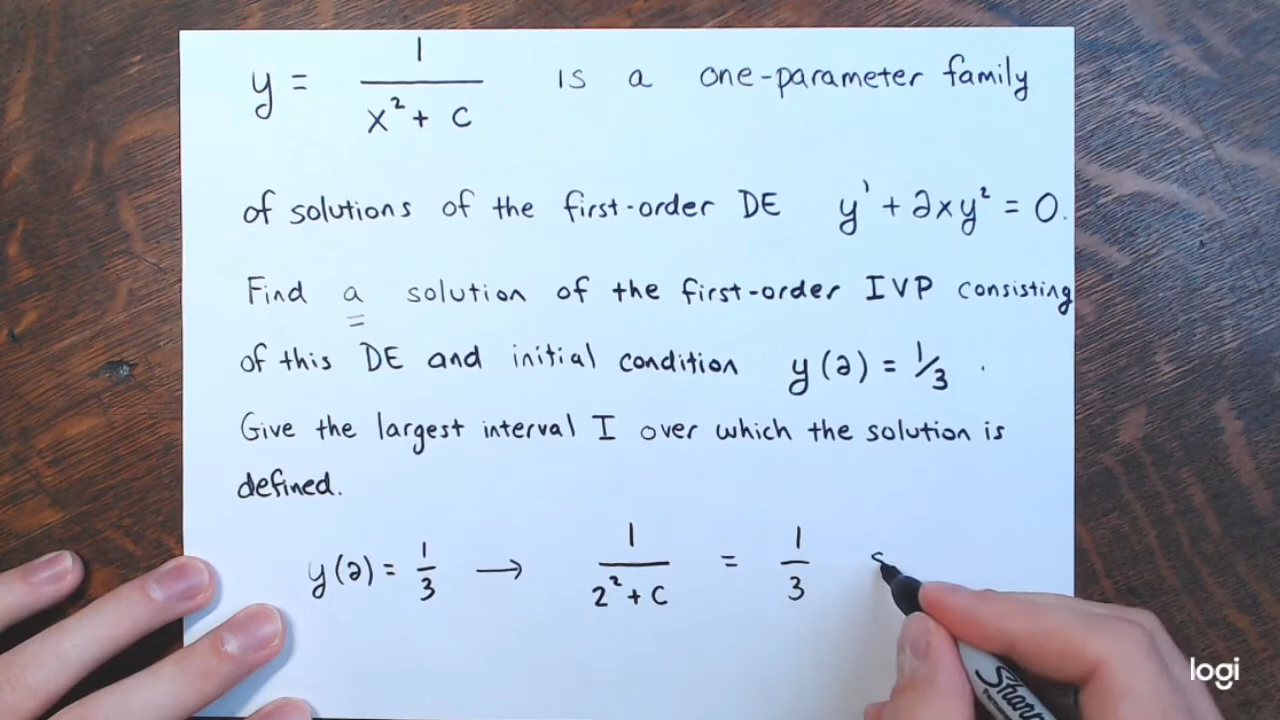 y = 1/(x² + c) is a one-parameter family
of solutions of the first-order DE y' + 2xy² = 0.
Find a solution of the first-order IVP consisting
of this DE and initial condition y(2) = 1/3 .
Give the largest interval I over which the solution is
defined.
y(2) = 1/3 → 1/(2² + c) = 1/3 s
Sharp
logi